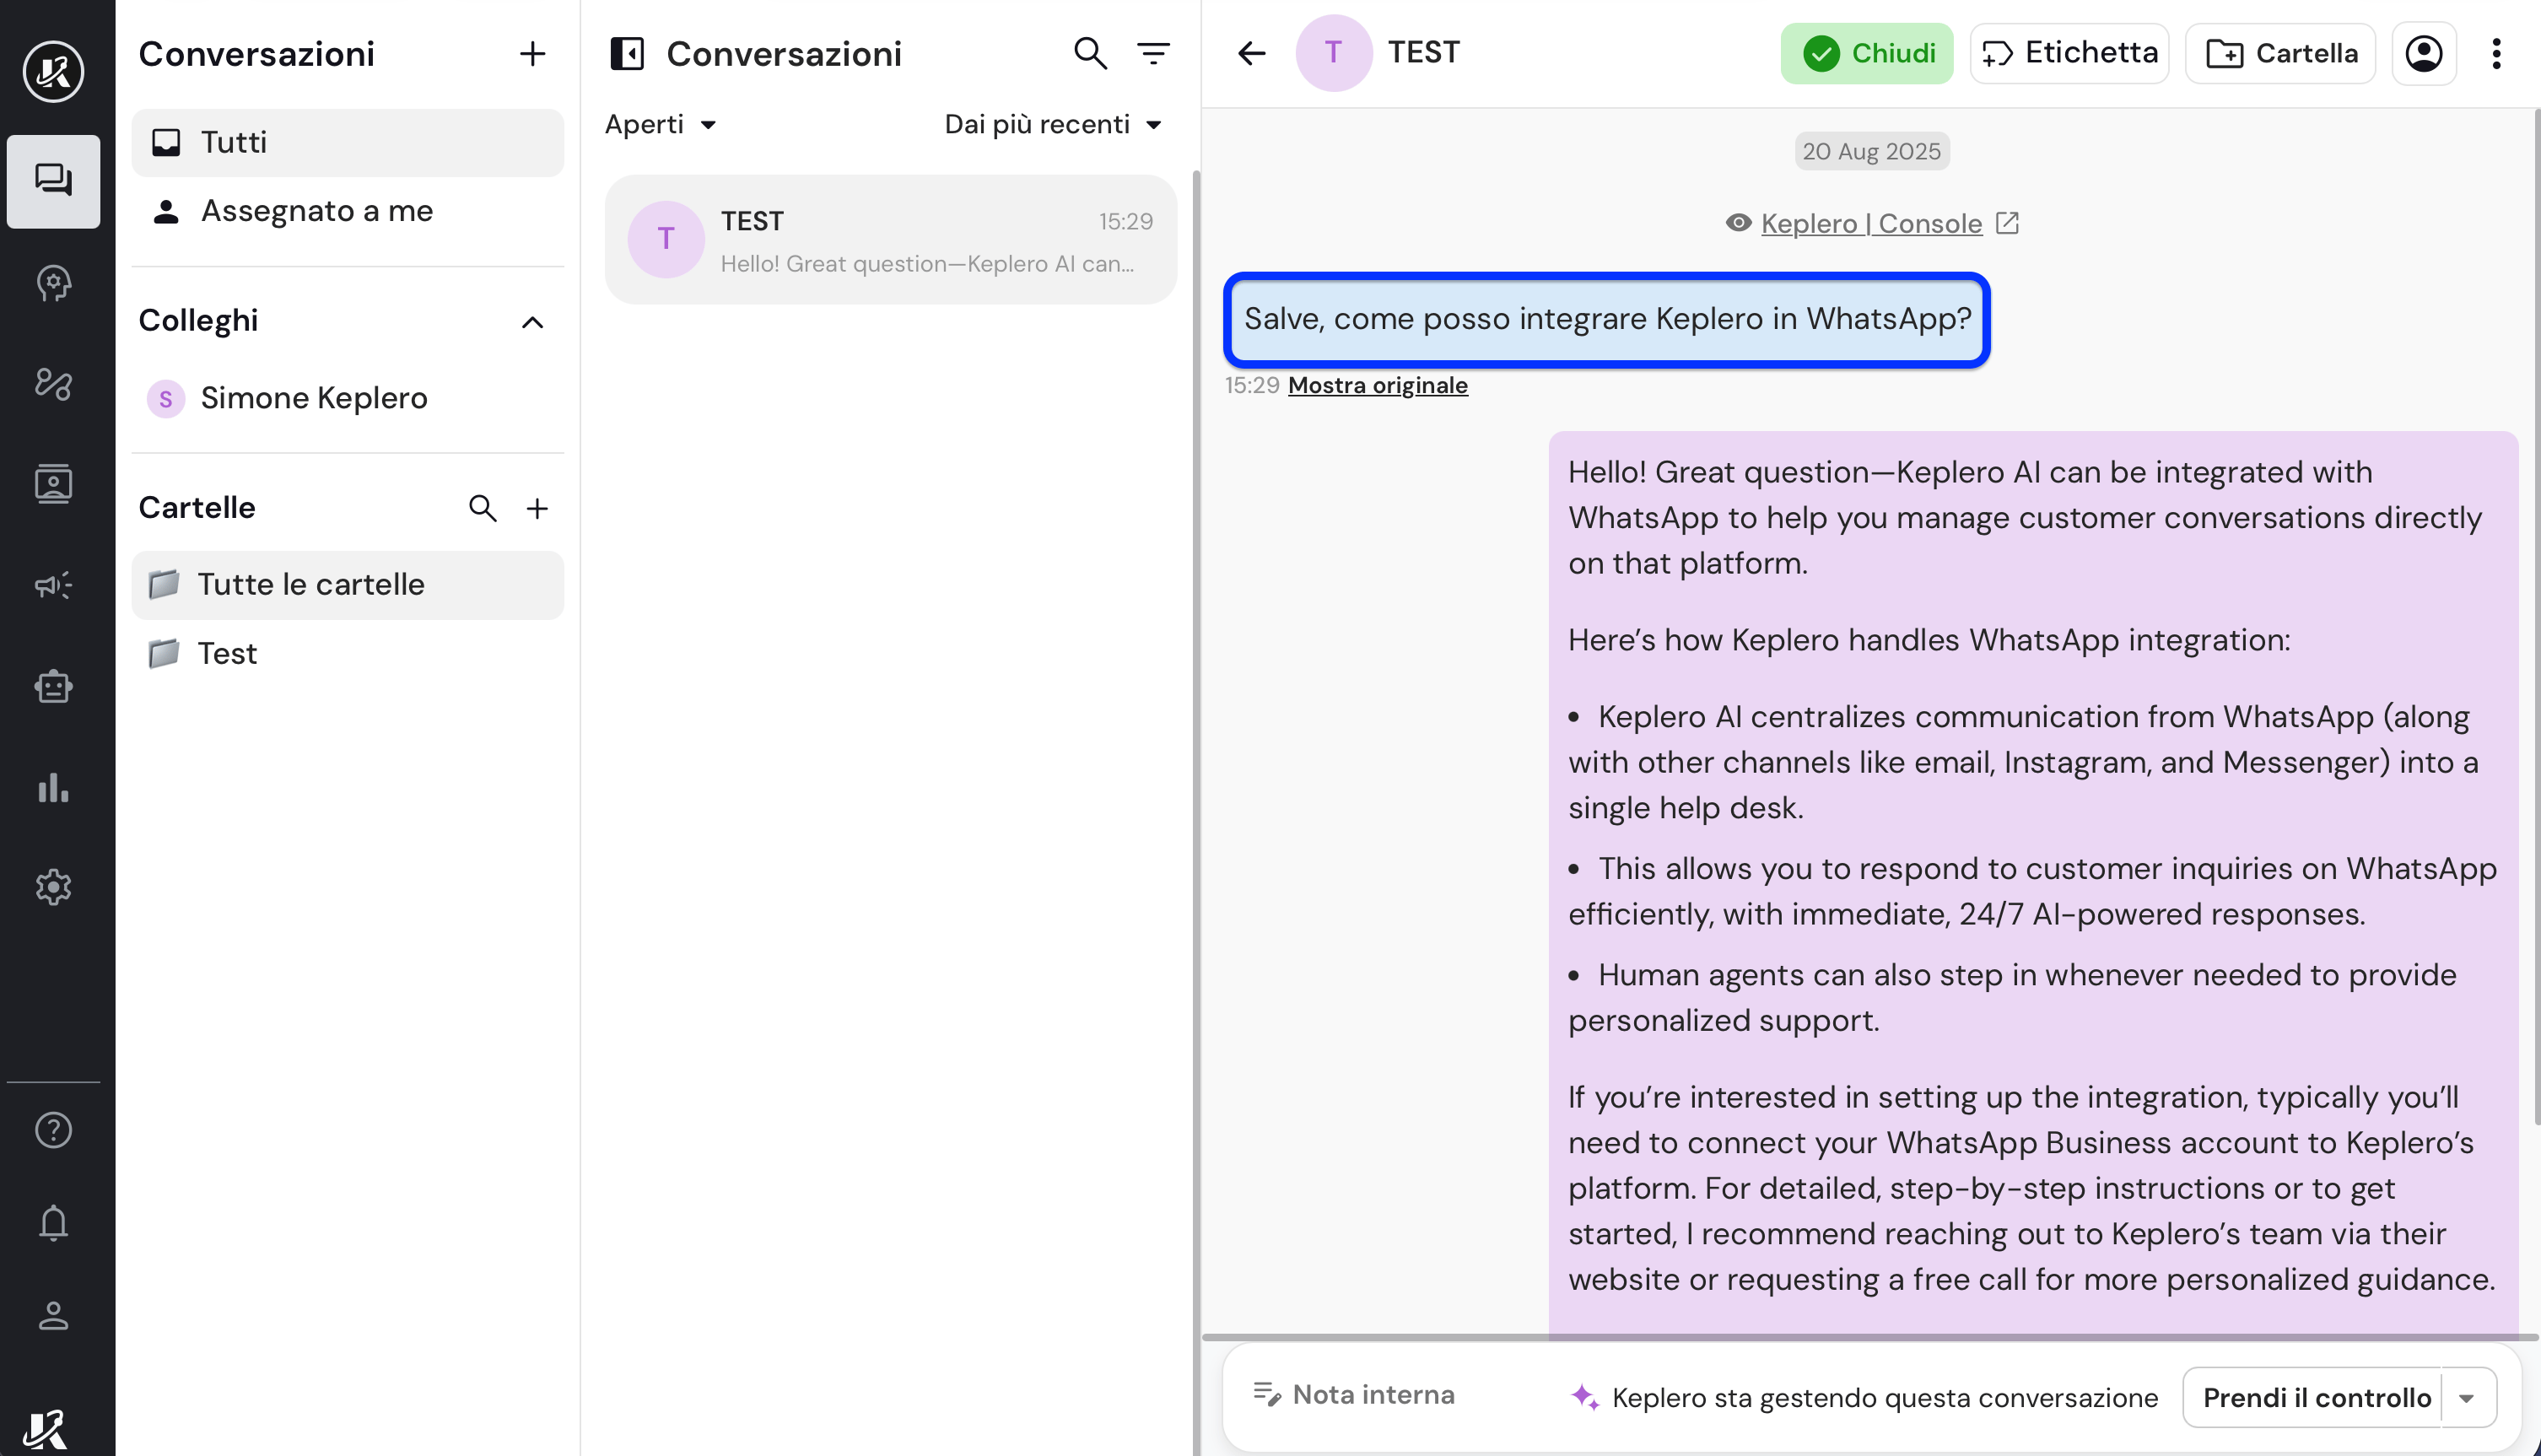 Conversazioni
Tutti
Assegnato a me
Colleghi
S
Simone Keplero
Cartelle
Tutte le cartelle
Test
Conversazioni
Aperti
Dai più recenti
T
TEST
15:29
Hello! Great question—Keplero AI can...
T
TEST
Chiudi
Etichetta
Cartella
20 Aug 2025
Keplero | Console
Salve, come posso integrare Keplero in WhatsApp?
15:29 Mostra originale
Hello! Great question—Keplero AI can be integrated with
WhatsApp to help you manage customer conversations directly
on that platform.
Here’s how Keplero handles WhatsApp integration:
• Keplero AI centralizes communication from WhatsApp (along
with other channels like email, Instagram, and Messenger) into a
single help desk.
• This allows you to respond to customer inquiries on WhatsApp
efficiently, with immediate, 24/7 AI-powered responses.
• Human agents can also step in whenever needed to provide
personalized support.
If you’re interested in setting up the integration, typically you’ll
need to connect your WhatsApp Business account to Keplero’s
platform. For detailed, step-by-step instructions or to get
started, I recommend reaching out to Keplero’s team via their
website or requesting a free call for more personalized guidance.
Nota interna
Keplero sta gestendo questa conversazione
Prendi il controllo